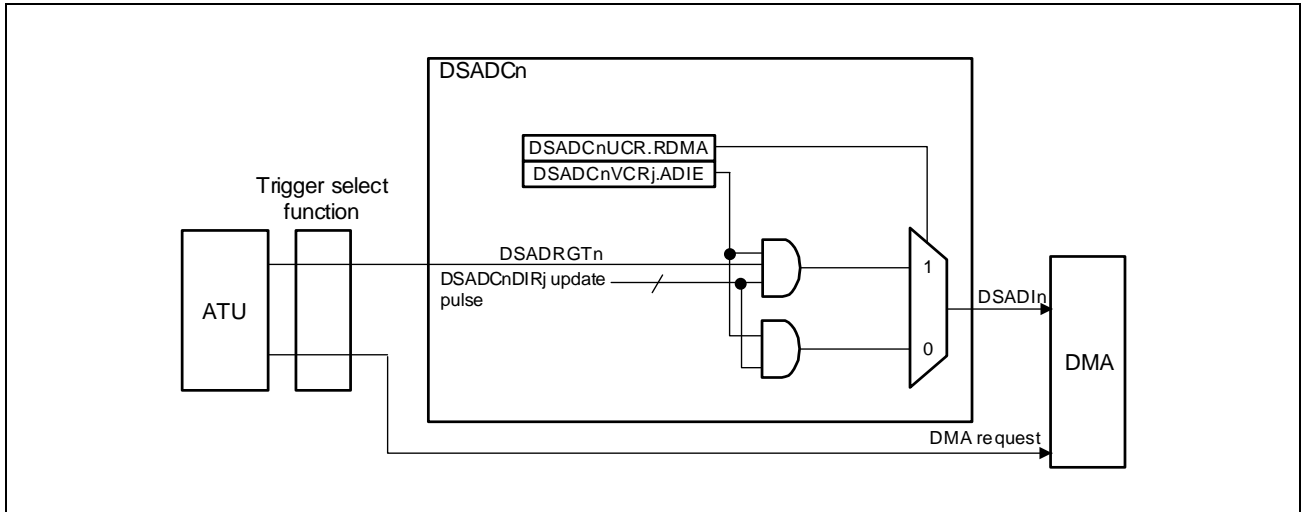 DSADCn
DSADCnUCR.RDMA
DSADCnVCRj.ADIE
Trigger select
function
DSADRGTn
DSADCnDIRj update
pulse
ATU
1
0
DSADIn
DMA
DMA request